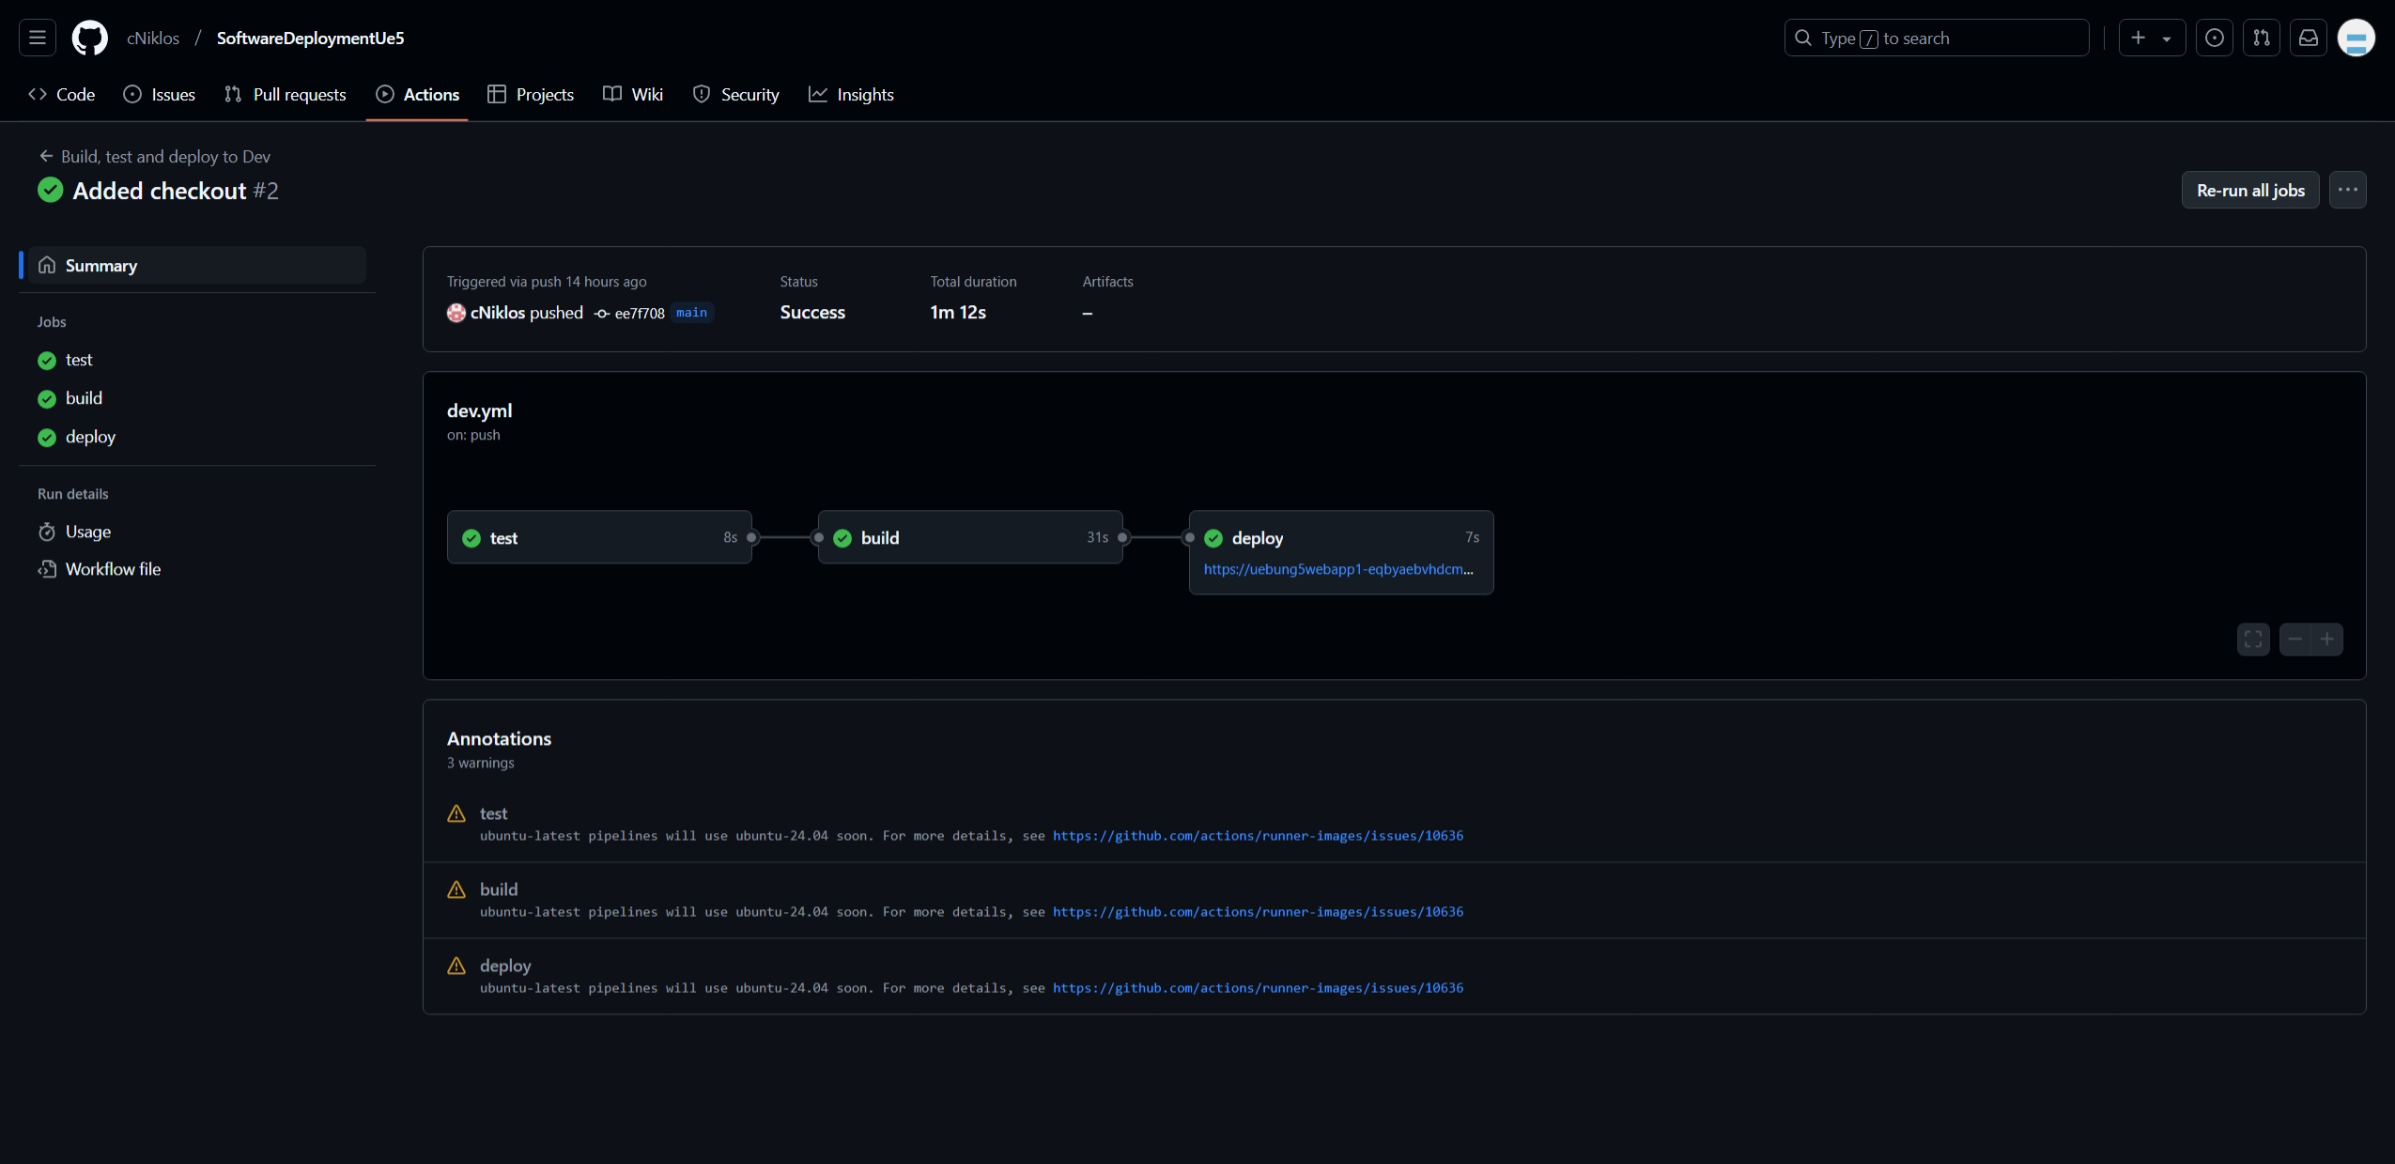 cNiklos / SoftwareDeploymentUe5
Type / to search
Code Issues Pull requests Actions Projects Wiki Security Insights
Build, test and deploy to Dev
Added checkout #2
Re-run all jobs
Summary
Jobs
test
build
deploy
Run details
Usage
Workflow file
Triggered via push 14 hours ago
cNiklos pushed ee7f708 main
Status
Success
Total duration
1m 12s
Artifacts
–
dev.yml
on: push
test 8s
build 31s
deploy 7s
https://uebung5webapp1-eqbyaebvhdcm...
Annotations
3 warnings
test
ubuntu-latest pipelines will use ubuntu-24.04 soon. For more details, see https://github.com/actions/runner-images/issues/10636
build
ubuntu-latest pipelines will use ubuntu-24.04 soon. For more details, see https://github.com/actions/runner-images/issues/10636
deploy
ubuntu-latest pipelines will use ubuntu-24.04 soon. For more details, see https://github.com/actions/runner-images/issues/10636